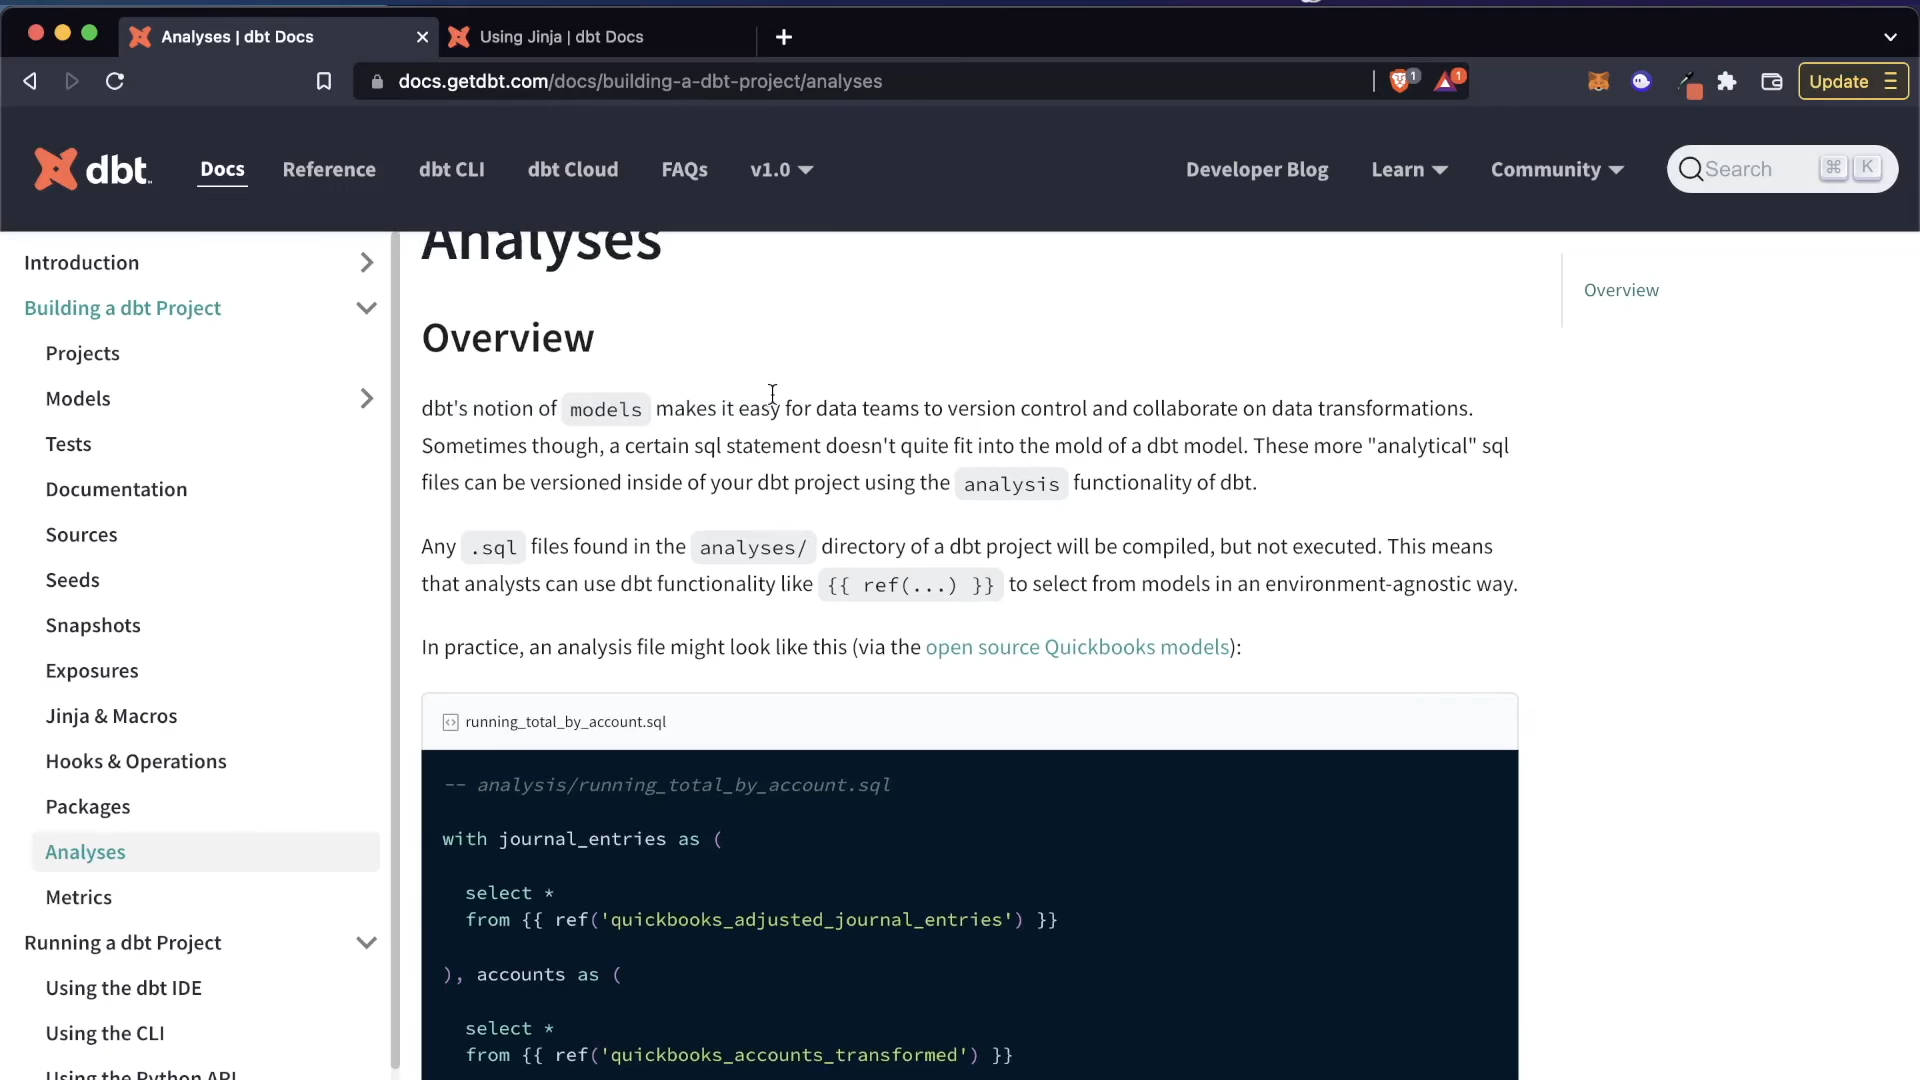 Analyses | dbt Docs
Using Jinja | dbt Docs
docs.getdbt.com/docs/building-a-dbt-project/analyses
1
1
Update
dbt
Docs
Reference
dbt CLI
dbt Cloud
FAQs
v1.0
Developer Blog
Learn
Community
Search
⌘ K
Introduction
Building a dbt Project
Projects
Models
Tests
Documentation
Sources
Seeds
Snapshots
Exposures
Jinja & Macros
Hooks & Operations
Packages
Analyses
Metrics
Running a dbt Project
Using the dbt IDE
Using the CLI
Using the Python API
Analyses
Overview
dbt's notion of models makes it easy for data teams to version control and collaborate on data transformations.
Sometimes though, a certain sql statement doesn't quite fit into the mold of a dbt model. These more "analytical" sql
files can be versioned inside of your dbt project using the analysis functionality of dbt.
Any .sql files found in the analyses/ directory of a dbt project will be compiled, but not executed. This means
that analysts can use dbt functionality like {{ ref(...) }} to select from models in an environment-agnostic way.
In practice, an analysis file might look like this (via the open source Quickbooks models):
running_total_by_account.sql
-- analysis/running_total_by_account.sql
with journal_entries as (
select *
from {{ ref('quickbooks_adjusted_journal_entries') }}
), accounts as (
select *
from {{ ref('quickbooks_accounts_transformed') }}
Overview